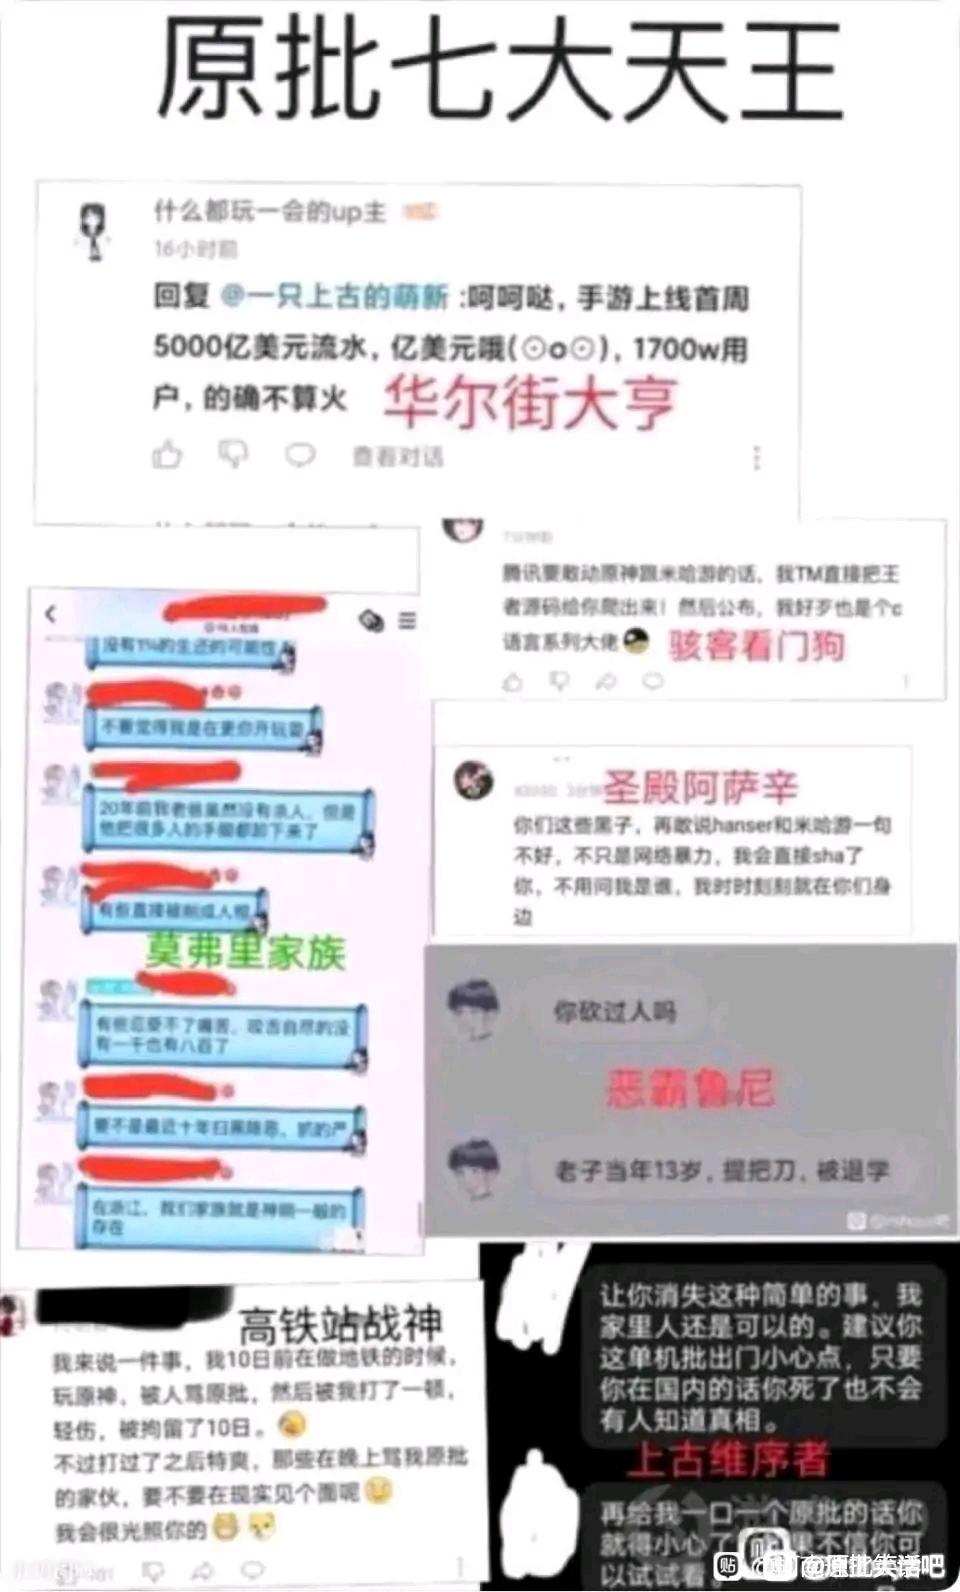 原批七大天王
什么都玩一会的up主
16小时前
回复 @一只上古的萌新 :呵呵哒，手游上线首周
5000亿美元流水，亿美元哦(⊙o⊙)，1700w用
户，的确不算火
华尔街大亨
查看对话
腾讯要敢动原神跟米哈游的话，我TM直接把王
者源码给你爬出来！然后公布，我好歹也是个c
语言系列大佬
骇客看门狗
没有1%的生还的可能性
不要觉得我是在更你开玩笑
20年前我老爸虽然没有杀人，但是
他把很多人的手脚都卸下来了
有些直接被削成人棍
莫弗里家族
有些忍受不了痛苦，咬舌自尽的没
有一千也有八百了
要不是最近十年扫黑除恶，抓的严
在浙江，我们家族就是神明一般的
存在
圣殿阿萨辛
你们这些黑子，再敢说hanser和米哈游一句
不好，不只是网络暴力，我会直接sha了
你，不用问我是谁，我时时刻刻就在你们身
边
你砍过人吗
恶霸鲁尼
老子当年13岁，提把刀，被退学
高铁站战神
我来说一件事，我10日前在做地铁的时候，
玩原神，被人骂原批，然后被我打了一顿，
轻伤，被拘留了10日。
不过打过了之后特爽，那些在晚上骂我原批
的家伙，要不要在现实见个面呢
我会很光照你的
让你消失这种简单的事，我
家里人还是可以的。建议你
这单机批出门小心点，只要
你在国内的话你死了也不会
有人知道真相。
上古维序者
再给我一口一个原批的话你
就得小心了
里不信你可
以试试看
贴